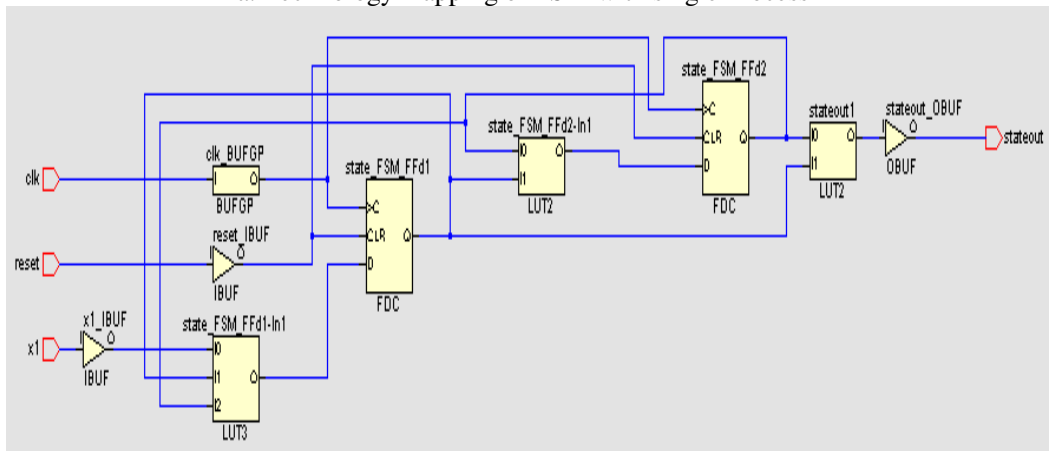 state_FSM_FFd2
C
CLR
D
Q
FDC
stateout1
I0
I1
O
LUT2
stateout_OBUF
I
O
OBUF
stateout
state_FSM_FFd2-In1
I0
I1
O
LUT2
clk
clk_BUFGP
I
O
BUFGP
state_FSM_FFd1
C
CLR
D
Q
FDC
reset
reset_IBUF
I
O
IBUF
x1
x1_IBUF
I
O
IBUF
state_FSM_FFd1-In1
I0
I1
I2
O
LUT3